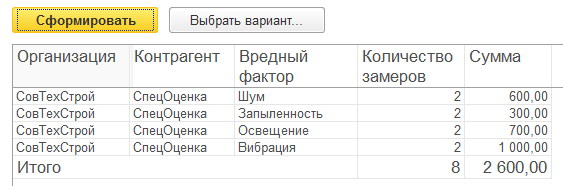 Сформировать Выбрать вариант...
Организация Контрагент Вредный фактор Количество замеров Сумма
СовТехСтрой СпецОценка Шум 2 600,00
СовТехСтрой СпецОценка Запыленность 2 300,00
СовТехСтрой СпецОценка Освещение 2 700,00
СовТехСтрой СпецОценка Вибрация 2 1 000,00
Итого 8 2 600,00